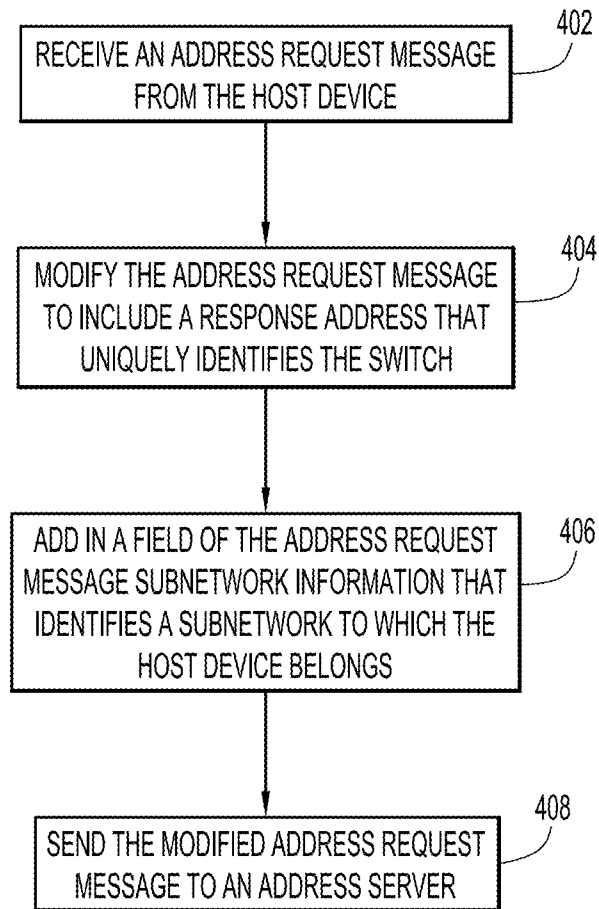 402
RECEIVE AN ADDRESS REQUEST MESSAGE
FROM THE HOST DEVICE
404
MODIFY THE ADDRESS REQUEST MESSAGE
TO INCLUDE A RESPONSE ADDRESS THAT
UNIQUELY IDENTIFIES THE SWITCH
406
ADD IN A FIELD OF THE ADDRESS REQUEST
MESSAGE SUBNETWORK INFORMATION THAT
IDENTIFIES A SUBNETWORK TO WHICH THE
HOST DEVICE BELONGS
408
SEND THE MODIFIED ADDRESS REQUEST
MESSAGE TO AN ADDRESS SERVER